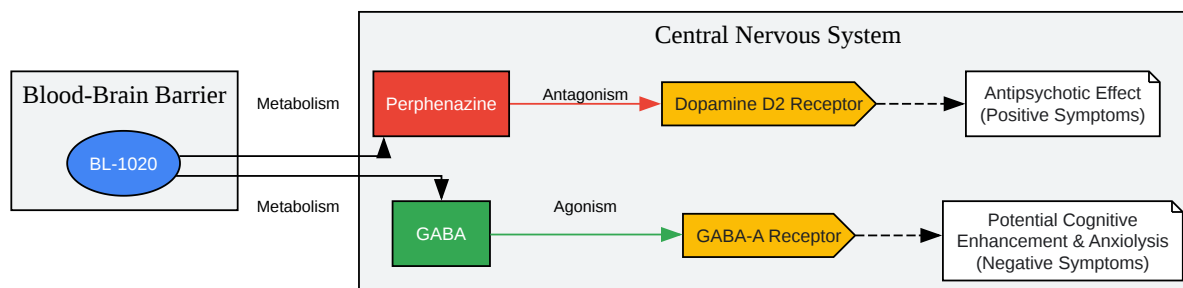 Central Nervous System
Blood-Brain Barrier
BL-1020
Metabolism
Perphenazine
Antagonism
Dopamine D2 Receptor
Antipsychotic Effect
(Positive Symptoms)
Metabolism
GABA
Agonism
GABA-A Receptor
Potential Cognitive
Enhancement & Anxiolysis
(Negative Symptoms)